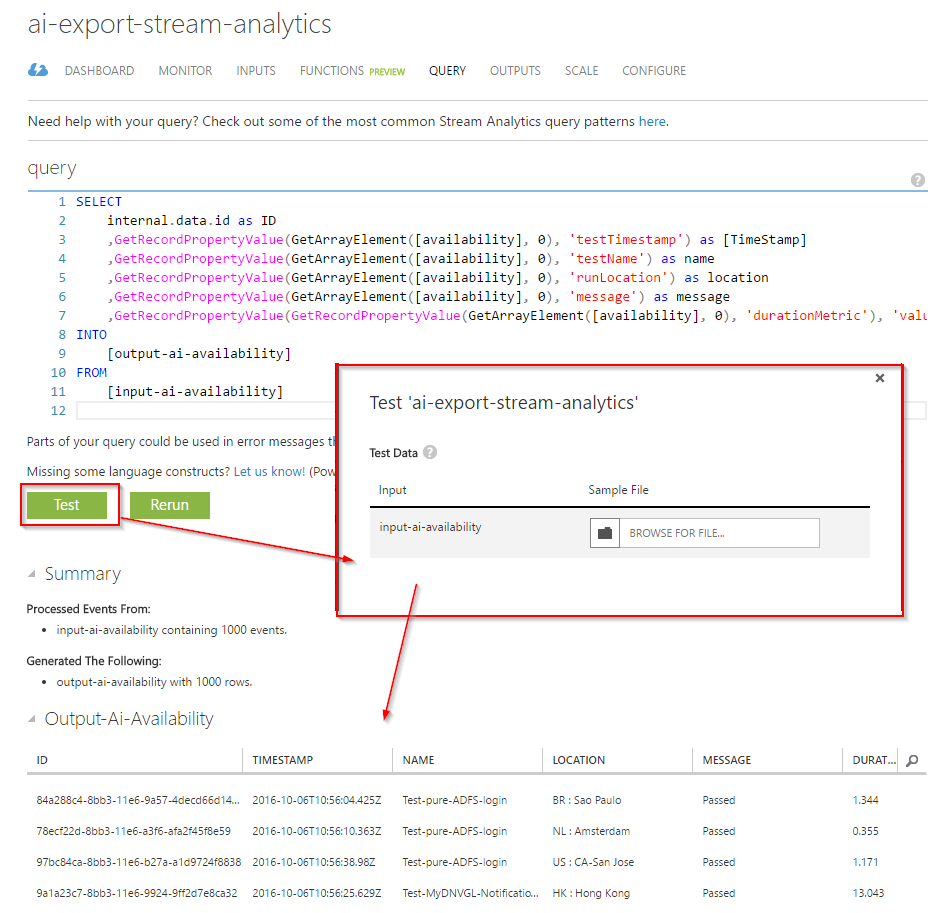 ai-export-stream-analytics
DASHBOARD MONITOR INPUTS FUNCTIONS PREVIEW QUERY OUTPUTS SCALE CONFIGURE
Need help with your query? Check out some of the most common Stream Analytics query patterns here.
query
?
1 SELECT
2 internal.data.id as ID
3 ,GetRecordPropertyValue(GetArrayElement([availability], 0), 'testTimestamp') as [TimeStamp]
4 ,GetRecordPropertyValue(GetArrayElement([availability], 0), 'testName') as name
5 ,GetRecordPropertyValue(GetArrayElement([availability], 0), 'runLocation') as location
6 ,GetRecordPropertyValue(GetArrayElement([availability], 0), 'message') as message
7 ,GetRecordPropertyValue(GetRecordPropertyValue(GetArrayElement([availability], 0), 'durationMetric'), 'valu
8 INTO
9 [output-ai-availability]
10 FROM
11 [input-ai-availability]
12
Parts of your query could be used in error messages th
Missing some language constructs? Let us know! (Pow
Test Rerun
×
Test 'ai-export-stream-analytics'
Test Data ?
Input Sample File
input-ai-availability BROWSE FOR FILE...
Summary
Processed Events From:
• input-ai-availability containing 1000 events.
Generated The Following:
• output-ai-availability with 1000 rows.
Output-Ai-Availability
ID TIMESTAMP NAME LOCATION MESSAGE DURAT...
84a288c4-8bb3-11e6-9a57-4decd66d14... 2016-10-06T10:56:04.425Z Test-pure-ADFS-login BR : Sao Paulo Passed 1.344
78ecf22d-8bb3-11e6-a3f6-afa2f45f8e59 2016-10-06T10:56:10.363Z Test-pure-ADFS-login NL : Amsterdam Passed 0.355
97bc84ca-8bb3-11e6-b27a-a1d9724f8838 2016-10-06T10:56:38.98Z Test-pure-ADFS-login US : CA-San Jose Passed 1.171
9a1a23c7-8bb3-11e6-9924-9ff2d7e8ca32 2016-10-06T10:56:25.629Z Test-MyDNVGL-Notificatio... HK : Hong Kong Passed 13.043